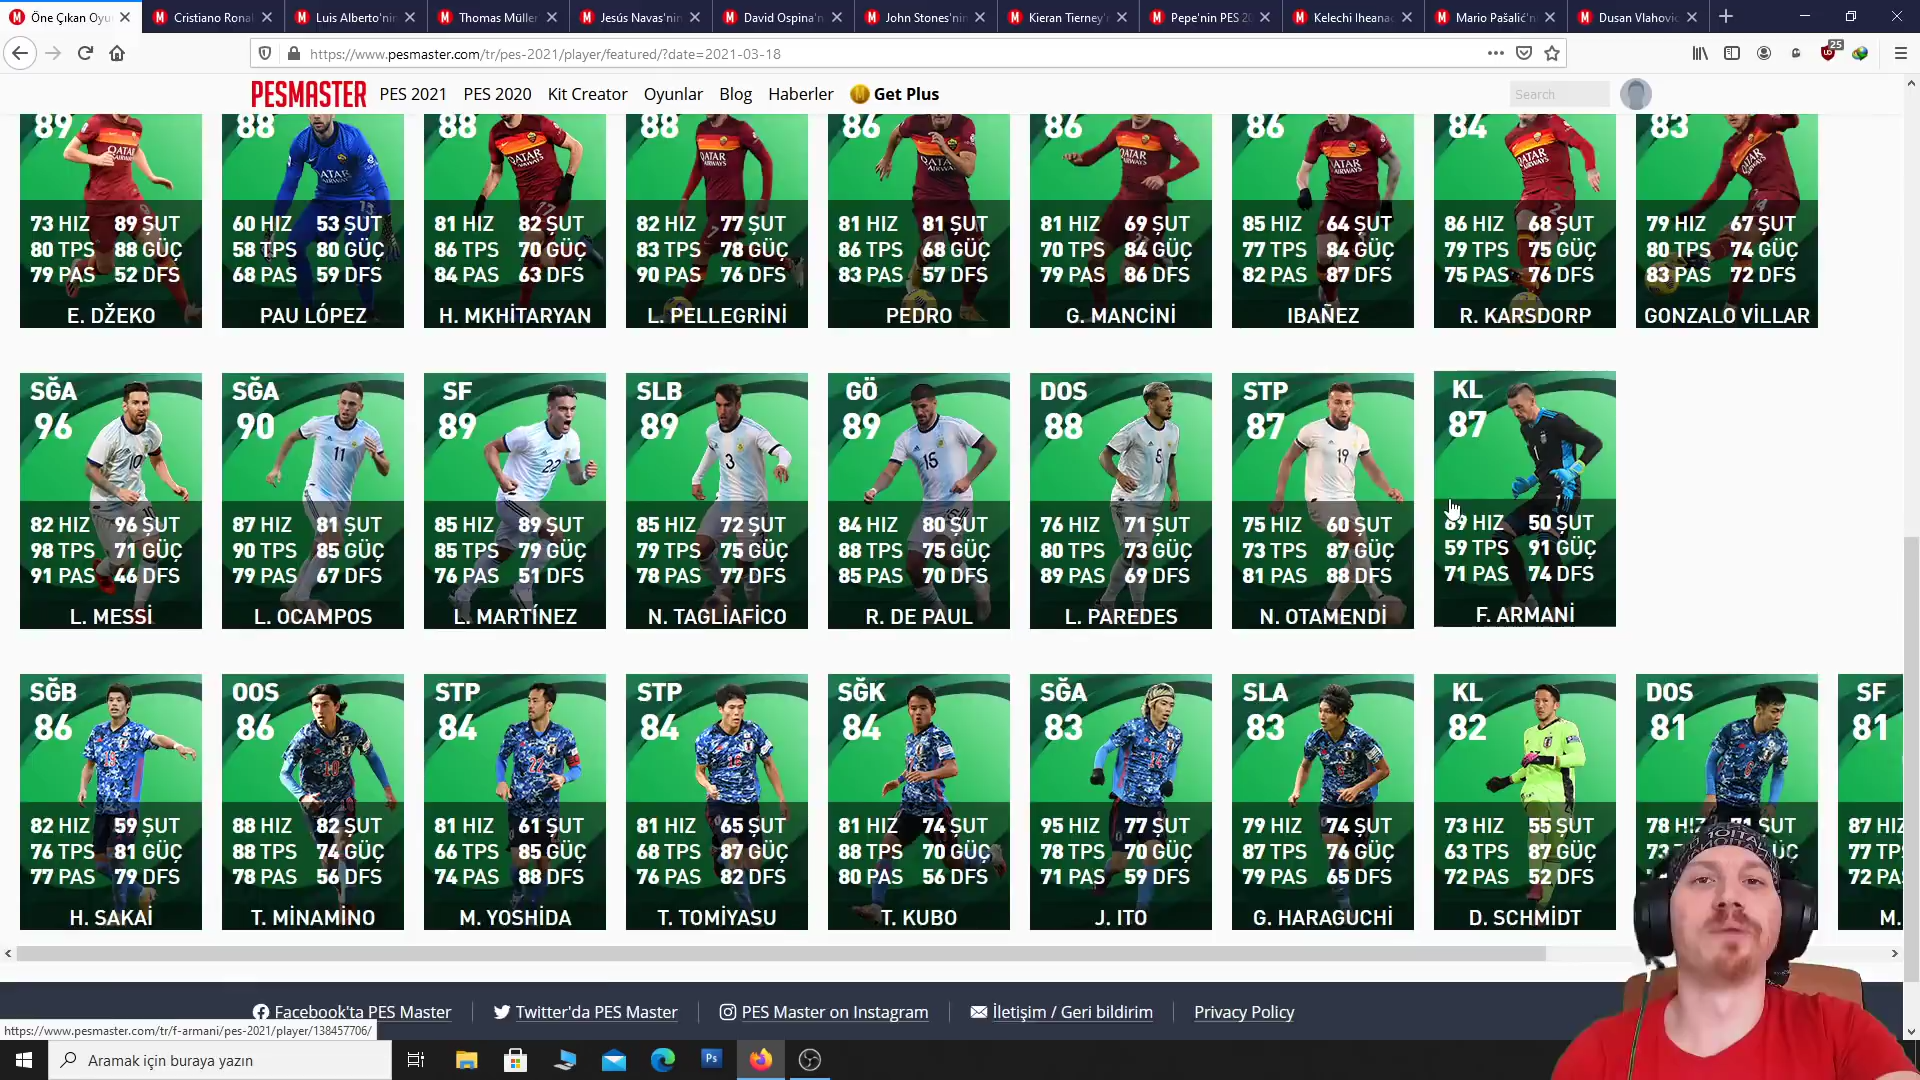 Öne Çıkan Oyu
Cristiano Ronal
Luis Alberto'nin
Thomas Müller
Jesús Navas'nin
David Ospina'n
John Stones'nin
Kieran Tierney'
Pepe'nin PES 20
Kelechi Iheanac
Mario Pašalić'n
Dusan Vlahovic
https://www.pesmaster.com/tr/pes-2021/player/featured/?date=2021-03-18
25
PESMASTER PES 2021 PES 2020 Kit Creator Oyunlar Blog Haberler Get Plus Search
89 88 88 88 86 86 86 84 83
73 HIZ 89 ŞUT 60 HIZ 53 ŞUT 81 HIZ 82 ŞUT 82 HIZ 77 ŞUT 81 HIZ 81 ŞUT 81 HIZ 69 ŞUT 85 HIZ 64 ŞUT 86 HIZ 68 ŞUT 79 HIZ 67 ŞUT
80 TPS 88 GÜÇ 58 TPS 80 GÜÇ 86 TPS 70 GÜÇ 83 TPS 78 GÜÇ 86 TPS 68 GÜÇ 70 TPS 84 GÜÇ 77 TPS 84 GÜÇ 79 TPS 75 GÜÇ 80 TPS 74 GÜÇ
79 PAS 52 DFS 68 PAS 59 DFS 84 PAS 63 DFS 90 PAS 76 DFS 83 PAS 57 DFS 79 PAS 86 DFS 82 PAS 87 DFS 75 PAS 76 DFS 83 PAS 72 DFS
E. DŽEKO PAU LÓPEZ H. MKHİTARYAN L. PELLEGRİNİ PEDRO G. MANCİNİ IBAÑEZ R. KARSDORP GONZALO VİLLAR
SĞA SĞA SF SLB GÖ DOS STP KL
96 90 89 89 89 88 87 87
82 HIZ 96 ŞUT 87 HIZ 81 ŞUT 85 HIZ 89 ŞUT 85 HIZ 72 ŞUT 84 HIZ 80 ŞUT 76 HIZ 71 ŞUT 75 HIZ 60 ŞUT HIZ 50 ŞUT
98 TPS 71 GÜÇ 90 TPS 85 GÜÇ 85 TPS 79 GÜÇ 79 TPS 75 GÜÇ 88 TPS 75 GÜÇ 80 TPS 73 GÜÇ 73 TPS 87 GÜÇ 59 TPS 91 GÜÇ
91 PAS 46 DFS 79 PAS 67 DFS 76 PAS 51 DFS 78 PAS 77 DFS 85 PAS 70 DFS 89 PAS 69 DFS 81 PAS 88 DFS 71 PAS 74 DFS
L. MESSİ L. OCAMPOS L. MARTÍNEZ N. TAGLİAFİCO R. DE PAUL L. PAREDES N. OTAMENDİ F. ARMANİ
SĞB OOS STP STP SĞK SĞA SLA KL DOS SF
86 86 84 84 84 83 83 82 81 81
82 HIZ 59 ŞUT 88 HIZ 82 ŞUT 81 HIZ 61 ŞUT 81 HIZ 65 ŞUT 81 HIZ 74 ŞUT 95 HIZ 77 ŞUT 79 HIZ 74 ŞUT 73 HIZ 55 ŞUT 78 HIZ 71 ŞUT 87 HIZ
76 TPS 81 GÜÇ 88 TPS 74 GÜÇ 66 TPS 85 GÜÇ 68 TPS 87 GÜÇ 88 TPS 70 GÜÇ 78 TPS 70 GÜÇ 87 TPS 76 GÜÇ 63 TPS 87 GÜÇ 73 77 TPS
77 PAS 79 DFS 78 PAS 56 DFS 74 PAS 88 DFS 76 PAS 82 DFS 80 PAS 56 DFS 71 PAS 59 DFS 79 PAS 65 DFS 72 PAS 52 DFS 72 PAS
H. SAKAİ T. MİNAMİNO M. YOSHİDA T. TOMİYASU T. KUBO J. ITO G. HARAGUCHİ D. SCHMİDT M.
Facebook'ta PES Master Twitter'da PES Master PES Master on Instagram İletişim / Geri bildirim Privacy Policy
https://www.pesmaster.com/tr/f-armani/pes-2021/player/138457706/
Aramak için buraya yazın
Ps